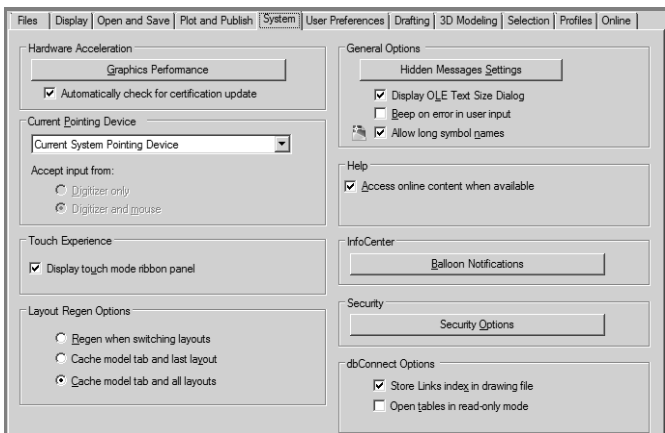 Files Display Open and Save Plot and Publish System User Preferences Drafting 3D Modeling Selection Profiles Online
Hardware Acceleration
Graphics Performance
Automatically check for certification update
Current Pointing Device
Current System Pointing Device
Accept input from:
Digitizer only
Digitizer and mouse
Touch Experience
Display touch mode ribbon panel
Layout Regen Options
Regen when switching layouts
Cache model tab and last layout
Cache model tab and all layouts
General Options
Hidden Messages Settings
Display OLE Text Size Dialog
Beep on error in user input
Allow long symbol names
Help
Access online content when available
InfoCenter
Balloon Notifications
Security
Security Options
dbConnect Options
Store Links index in drawing file
Open tables in read-only mode